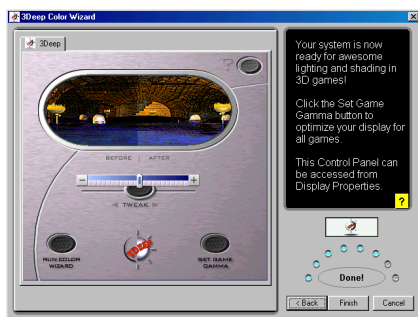 3Deep Color Wizard
3Deep
?
BEFORE | AFTER
TWEAK
RUN COLOR
WIZARD
3DEEP
SET GAME
GAMMA
Your system is now
ready for awesome
lighting and shading in
3D games!
Click the Set Game
Gamma button to
optimize your display for
all games.
This Control Panel can
be accessed from
Display Properties.
?
Done!
< Back
Finish
Cancel